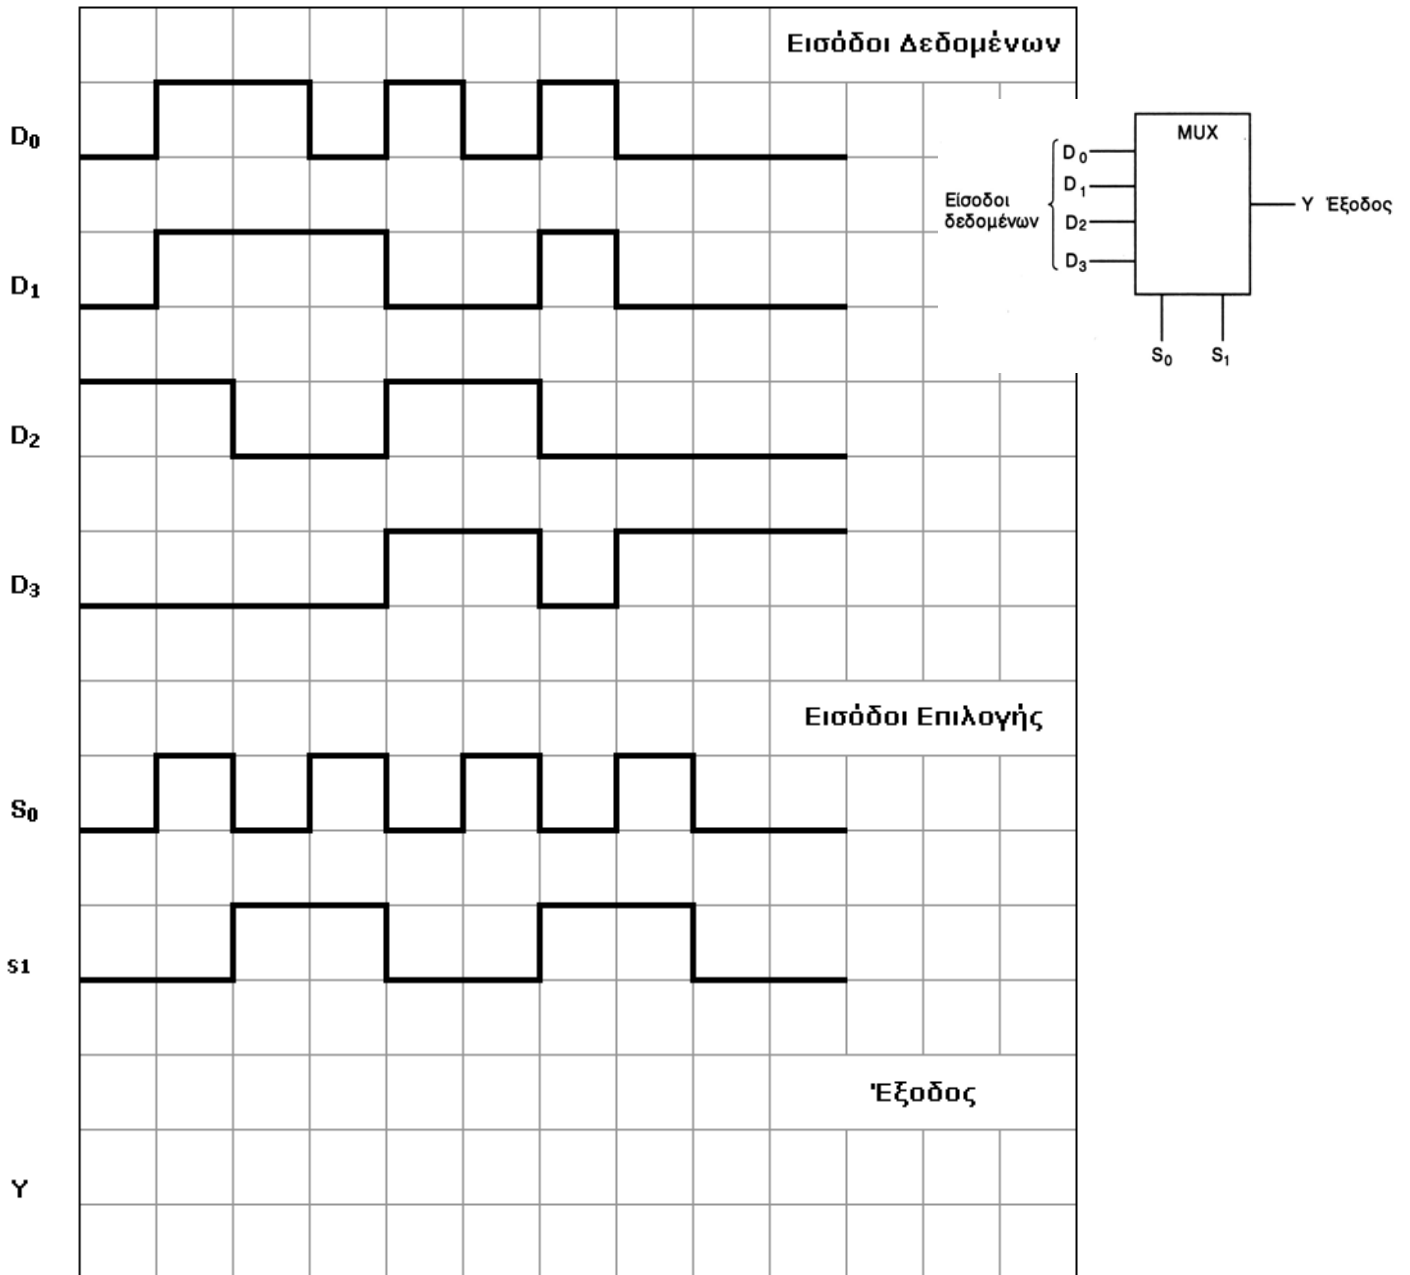 Εισόδοι Δεδομένων
D₀
D₁
D₂
D₃
MUX
D₀
D₁
D₂
D₃
Είσοδοι
δεδομένων
Y Έξοδος
S₀ S₁
Εισόδοι Επιλογής
S₀
S1
Έξοδος
Y